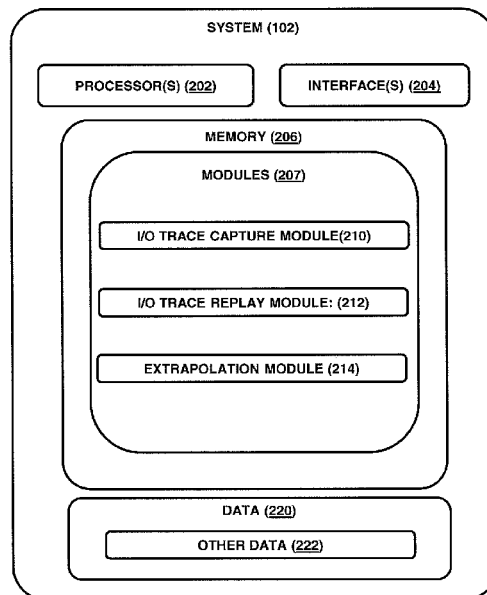 SYSTEM (102)
PROCESSOR(S) (202)
INTERFACE(S) (204)
MEMORY (206)
MODULES (207)
I/O TRACE CAPTURE MODULE(210)
I/O TRACE REPLAY MODULE: (212)
EXTRAPOLATION MODULE (214)
DATA (220)
OTHER DATA (222)